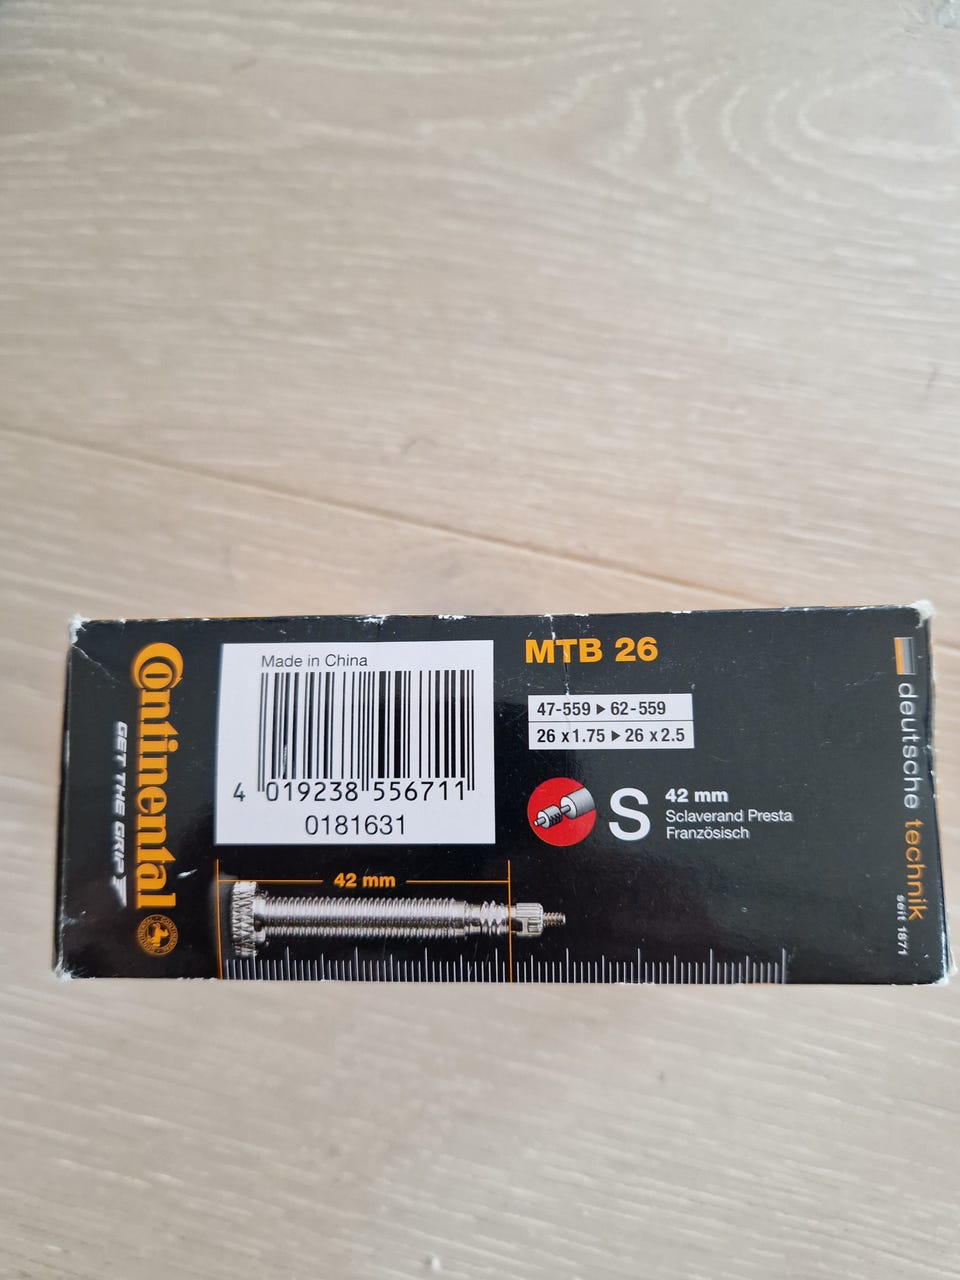 Continental
GET THE GRIP
Made in China
4 019238 556711
0181631
MTB 26
47-559 ▸ 62-559
26 x 1.75 ▸ 26 x 2.5
S
42 mm
Sclaverand Presta
Französisch
42 mm
deutsche technik
seit 1871